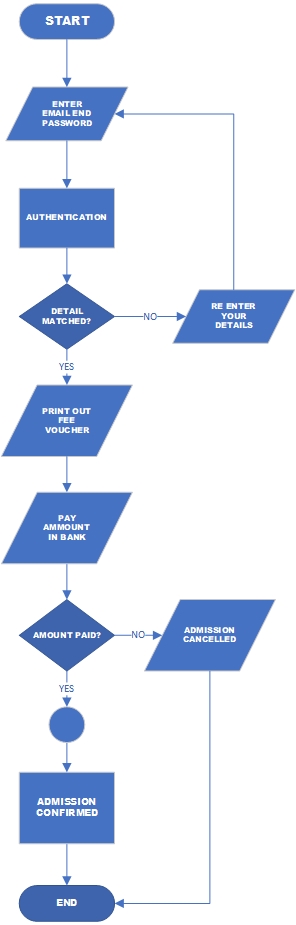 START
ENTER
EMAIL END
PASSWORD
AUTHENTICATION
DETAIL
MATCHED?
NO
RE ENTER
YOUR
DETAILS
YES
PRINT OUT
FEE
VOUCHER
PAY
AMMOUNT
IN BANK
AMOUNT PAID?
NO
ADMISSION
CANCELLED
YES
ADMISSION
CONFIRMED
END